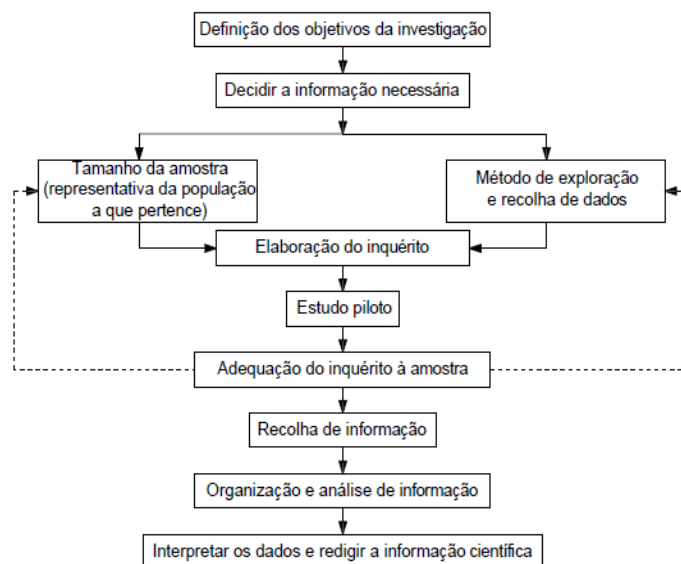 Definição dos objetivos da investigação
Decidir a informação necessária
Tamanho da amostra
(representativa da população
a que pertence)
Método de exploração
e recolha de dados
Elaboração do inquérito
Estudo piloto
Adequação do inquérito à amostra
Recolha de informação
Organização e análise de informação
Interpretar os dados e redigir a informação científica